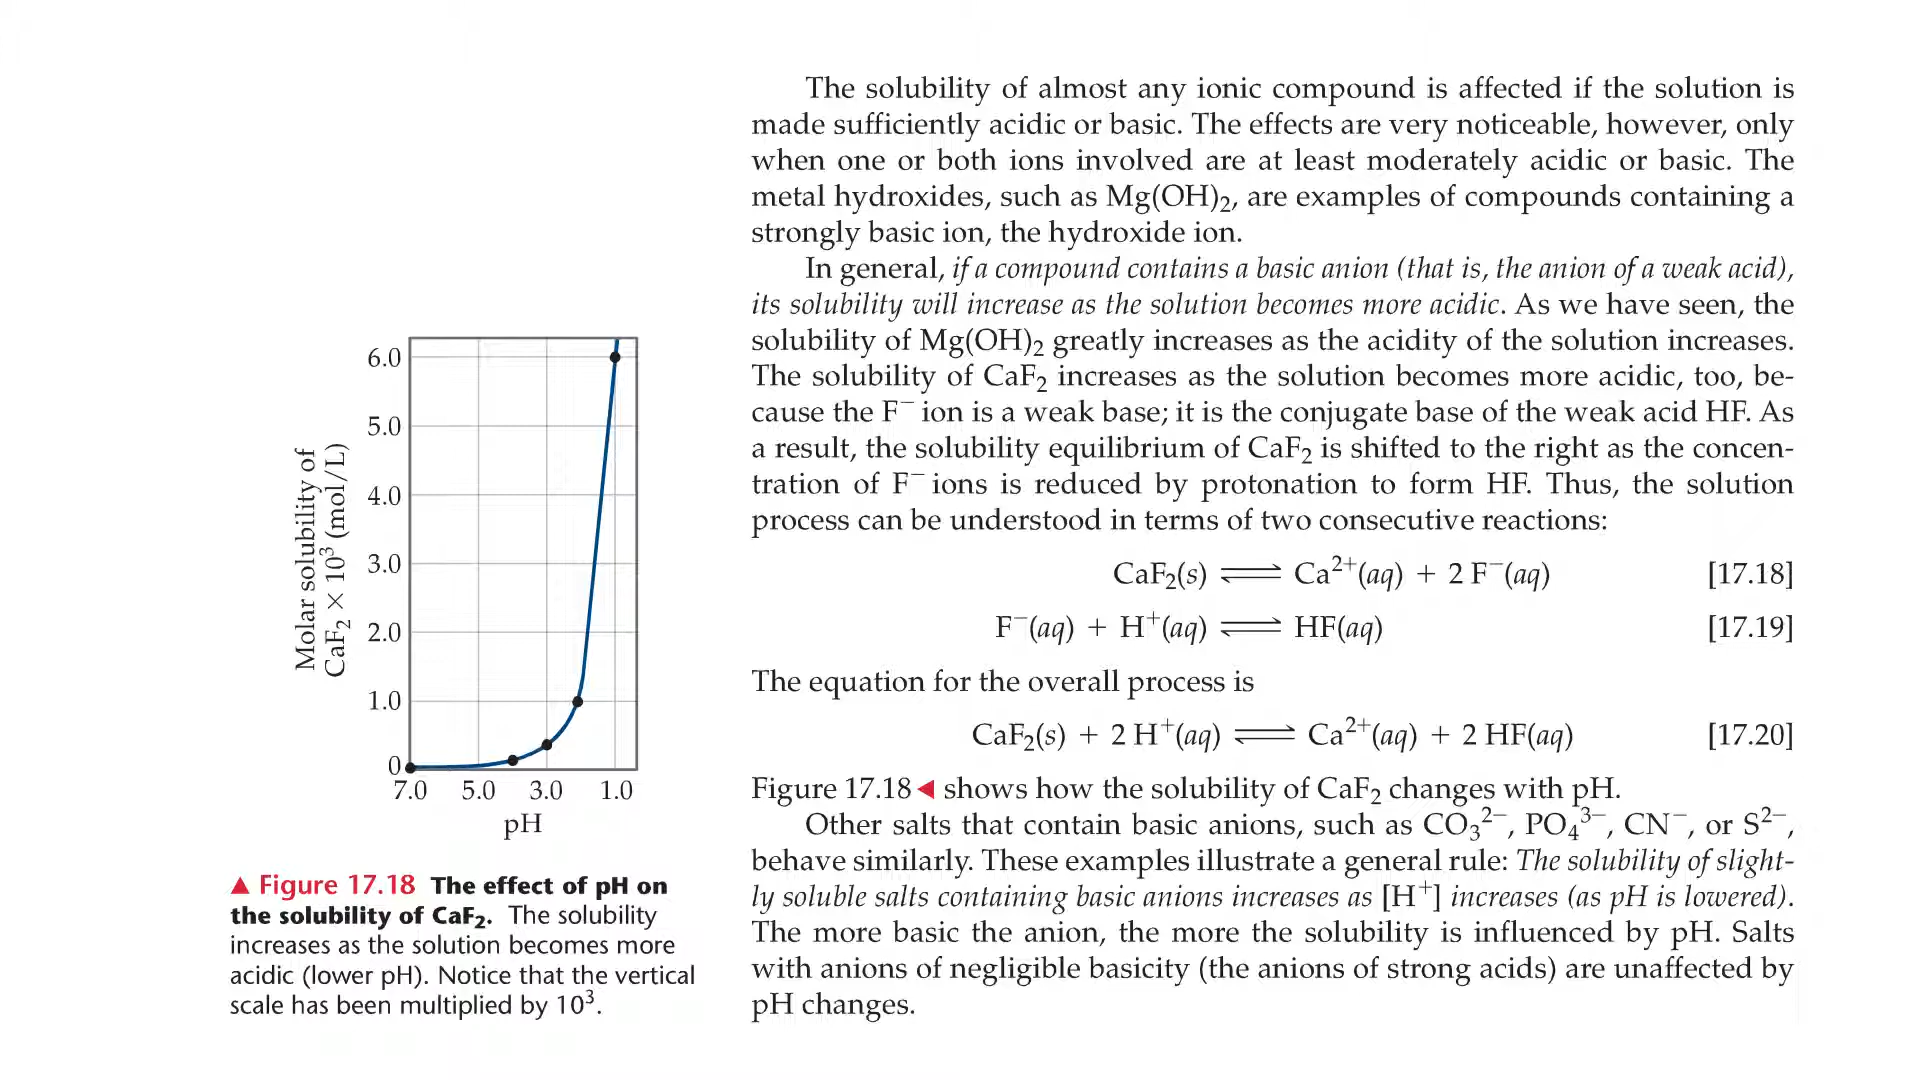 The solubility of almost any ionic compound is affected if the solution is
made sufficiently acidic or basic. The effects are very noticeable, however, only
when one or both ions involved are at least moderately acidic or basic. The
metal hydroxides, such as Mg(OH)₂, are examples of compounds containing a
strongly basic ion, the hydroxide ion.
In general, if a compound contains a basic anion (that is, the anion of a weak acid),
its solubility will increase as the solution becomes more acidic. As we have seen, the
solubility of Mg(OH)₂ greatly increases as the acidity of the solution increases.
The solubility of CaF₂ increases as the solution becomes more acidic, too, be-
cause the F⁻ ion is a weak base; it is the conjugate base of the weak acid HF. As
a result, the solubility equilibrium of CaF₂ is shifted to the right as the concen-
tration of F⁻ ions is reduced by protonation to form HF. Thus, the solution
process can be understood in terms of two consecutive reactions:
CaF₂(s) ⇌ Ca²⁺(aq) + 2 F⁻(aq) [17.18]
F⁻(aq) + H⁺(aq) ⇌ HF(aq) [17.19]
The equation for the overall process is
CaF₂(s) + 2 H⁺(aq) ⇌ Ca²⁺(aq) + 2 HF(aq) [17.20]
Figure 17.18 ◀ shows how the solubility of CaF₂ changes with pH.
Other salts that contain basic anions, such as CO₃²⁻, PO₄³⁻, CN⁻, or S²⁻,
behave similarly. These examples illustrate a general rule: The solubility of slight-
ly soluble salts containing basic anions increases as [H⁺] increases (as pH is lowered).
The more basic the anion, the more the solubility is influenced by pH. Salts
with anions of negligible basicity (the anions of strong acids) are unaffected by
pH changes.
Molar solubility of
CaF₂ × 10³ (mol/L)
6.0
5.0
4.0
3.0
2.0
1.0
0
7.0 5.0 3.0 1.0
pH
▲ Figure 17.18 The effect of pH on
the solubility of CaF₂. The solubility
increases as the solution becomes more
acidic (lower pH). Notice that the vertical
scale has been multiplied by 10³.